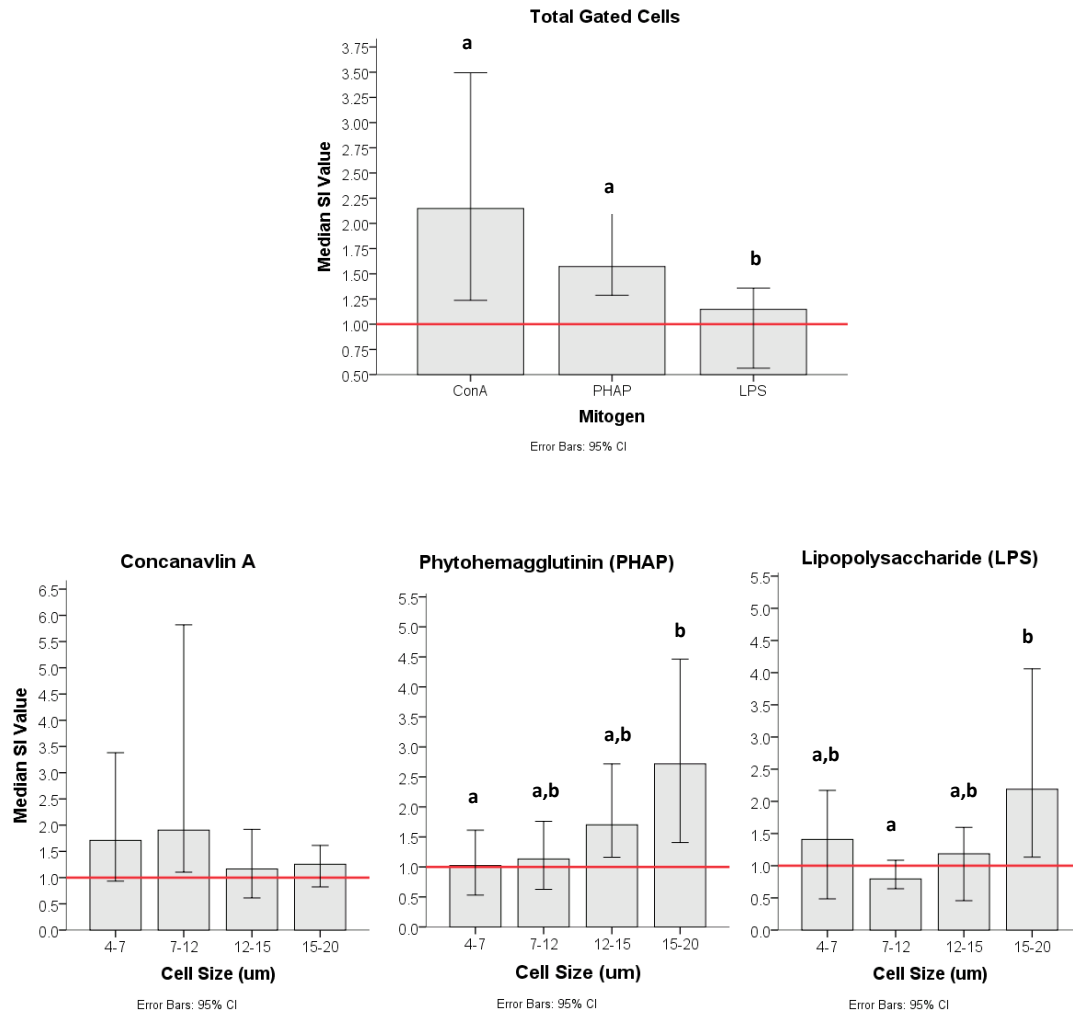 Total Gated Cells
a
a
b
3.75
3.50
3.25
3.00
2.75
2.50
2.25
2.00
1.75
1.50
1.25
1.00
0.75
0.50
Median SI Value
ConA PHAP LPS
Mitogen
Error Bars: 95% CI
Concanavlin A
6.5
6.0
5.5
5.0
4.5
4.0
3.5
3.0
2.5
2.0
1.5
1.0
0.5
0.0
Median SI Value
4-7 7-12 12-15 15-20
Cell Size (um)
Error Bars: 95% CI
Phytohemagglutinin (PHAP)
5.5
5.0
4.5
4.0
3.5
3.0
2.5
2.0
1.5
1.0
0.5
0.0
a
a,b
a,b
b
4-7 7-12 12-15 15-20
Cell Size (um)
Error Bars: 95% CI
Lipopolysaccharide (LPS)
5.5
5.0
4.5
4.0
3.5
3.0
2.5
2.0
1.5
1.0
0.5
0.0
a,b
a
a,b
b
4-7 7-12 12-15 15-20
Cell Size (um)
Error Bars: 95% CI